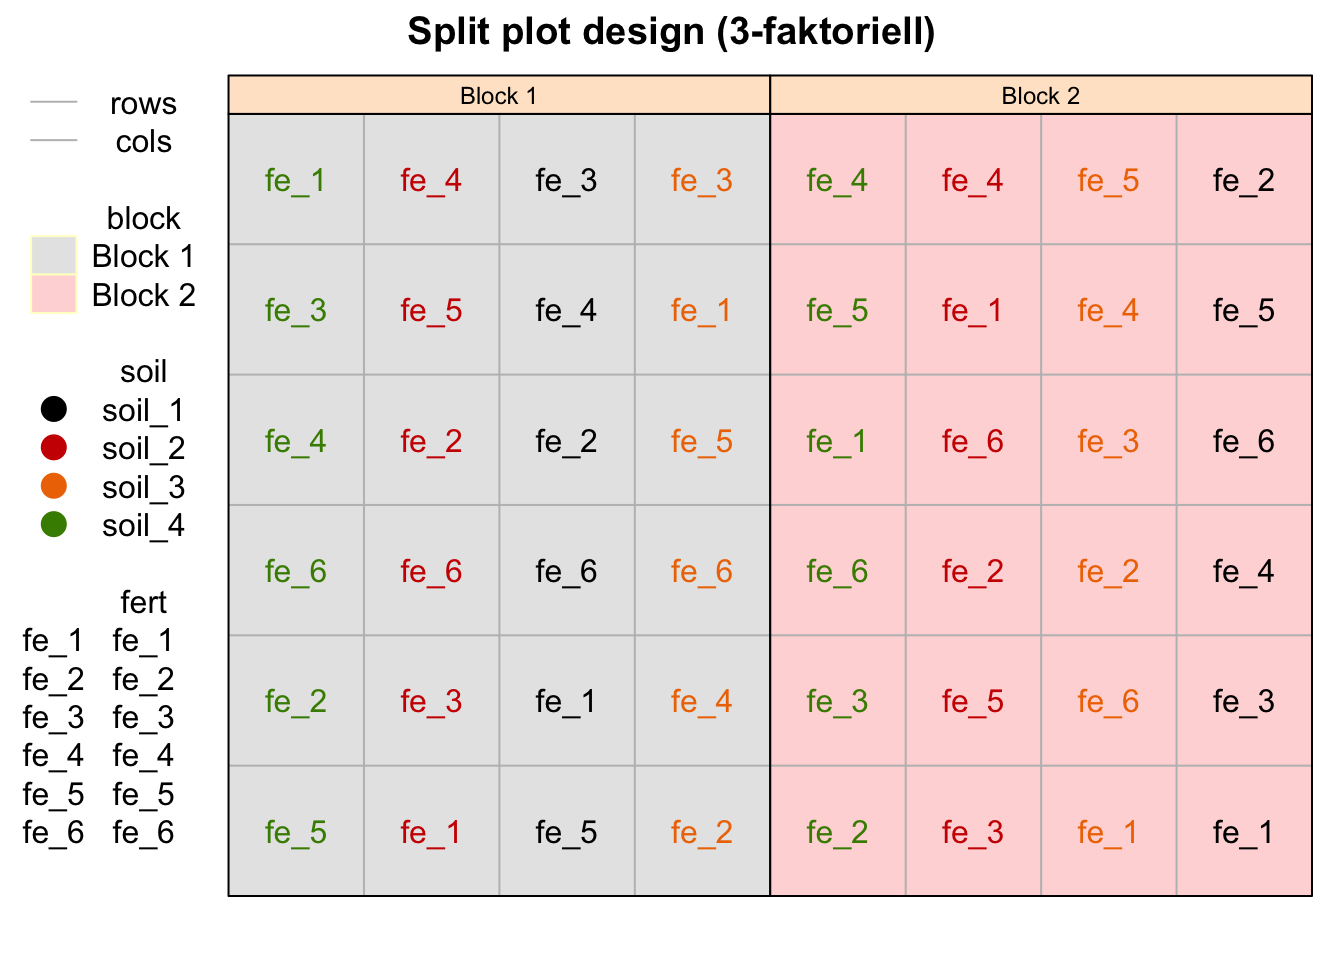 Split plot design (3-faktoriell)
rows
cols
block
Block 1
Block 2
soil
soil_1
soil_2
soil_3
soil_4
fert
fe_1 fe_1
fe_2 fe_2
fe_3 fe_3
fe_4 fe_4
fe_5 fe_5
fe_6 fe_6
Block 1 Block 2
fe_1 fe_4 fe_3 fe_3 fe_4 fe_4 fe_5 fe_2
fe_3 fe_5 fe_4 fe_1 fe_5 fe_1 fe_4 fe_5
fe_4 fe_2 fe_2 fe_5 fe_1 fe_6 fe_3 fe_6
fe_6 fe_6 fe_6 fe_6 fe_6 fe_2 fe_2 fe_4
fe_2 fe_3 fe_1 fe_4 fe_3 fe_5 fe_6 fe_3
fe_5 fe_1 fe_5 fe_2 fe_2 fe_3 fe_1 fe_1